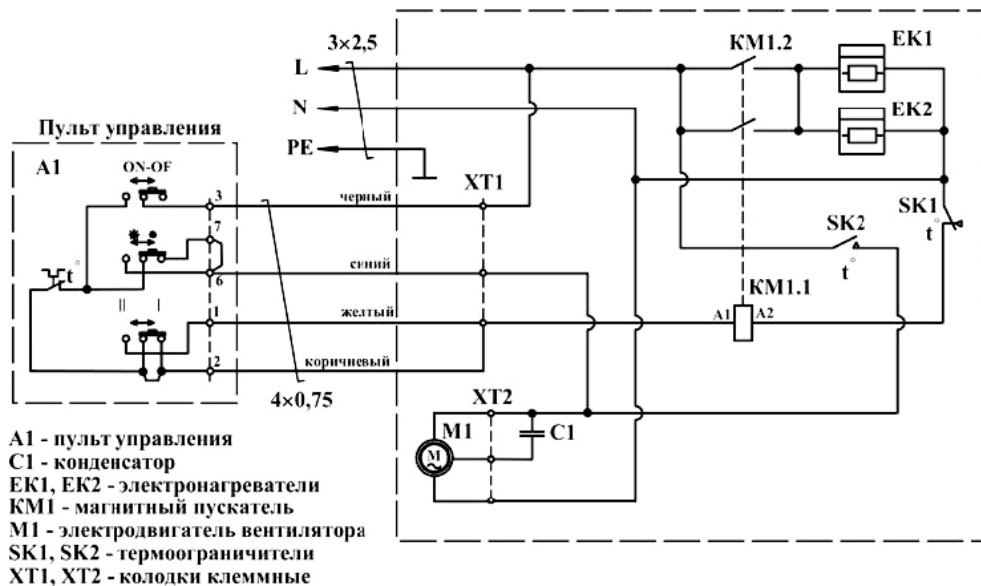 3×2,5
L
N
PE
KM1.2
EK1
EK2
Пульт управления
A1
ON-OF
3
черный
XT1
7
t°
6
синий
SK2
t°
SK1
t°
KM1.1
||
|
1
желтый
A1
A2
2
коричневый
4×0,75
XT2
M1
M
C1
A1 - пульт управления
C1 - конденсатор
EK1, EK2 - электронагреватели
KM1 - магнитный пускатель
M1 - электродвигатель вентилятора
SK1, SK2 - термоограничители
XT1, XT2 - колодки клеммные